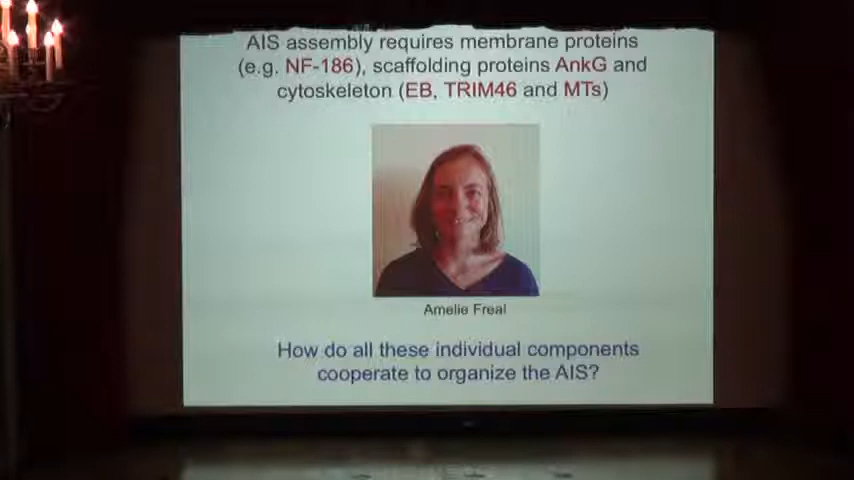 AIS assembly requires membrane proteins
(e.g. NF-186), scaffolding proteins AnkG and
cytoskeleton (EB, TRIM46 and MTs)
Amelie Freal
How do all these individual components
cooperate to organize the AIS?